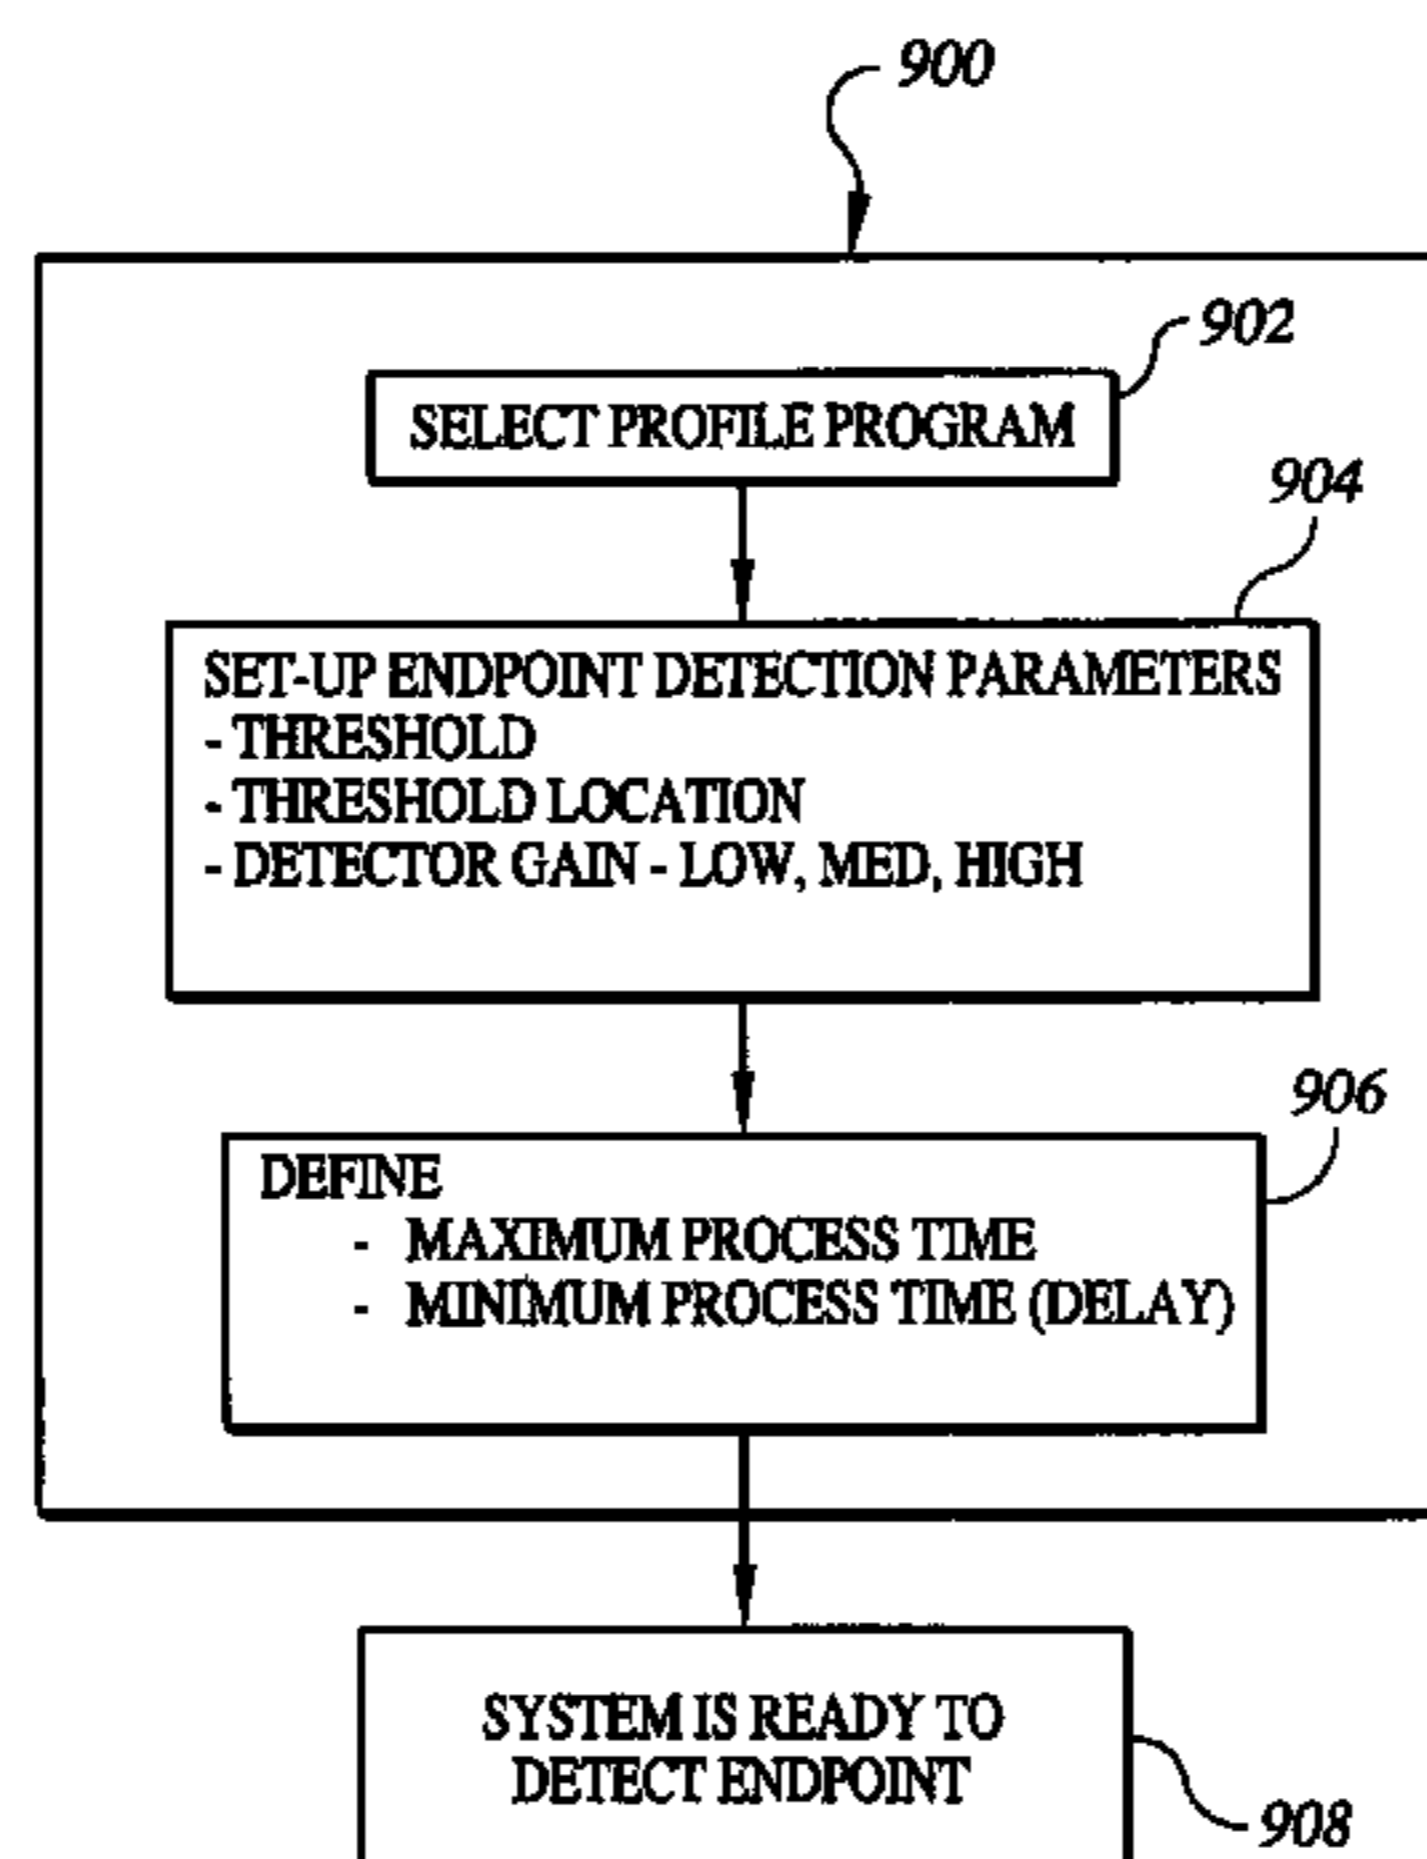 900
902
SELECT PROFILE PROGRAM
904
SET-UP ENDPOINT DETECTION PARAMETERS
- THRESHOLD
- THRESHOLD LOCATION
- DETECTOR GAIN - LOW, MED, HIGH
906
DEFINE
- MAXIMUM PROCESS TIME
- MINIMUM PROCESS TIME (DELAY)
SYSTEM IS READY TO
DETECT ENDPOINT
908